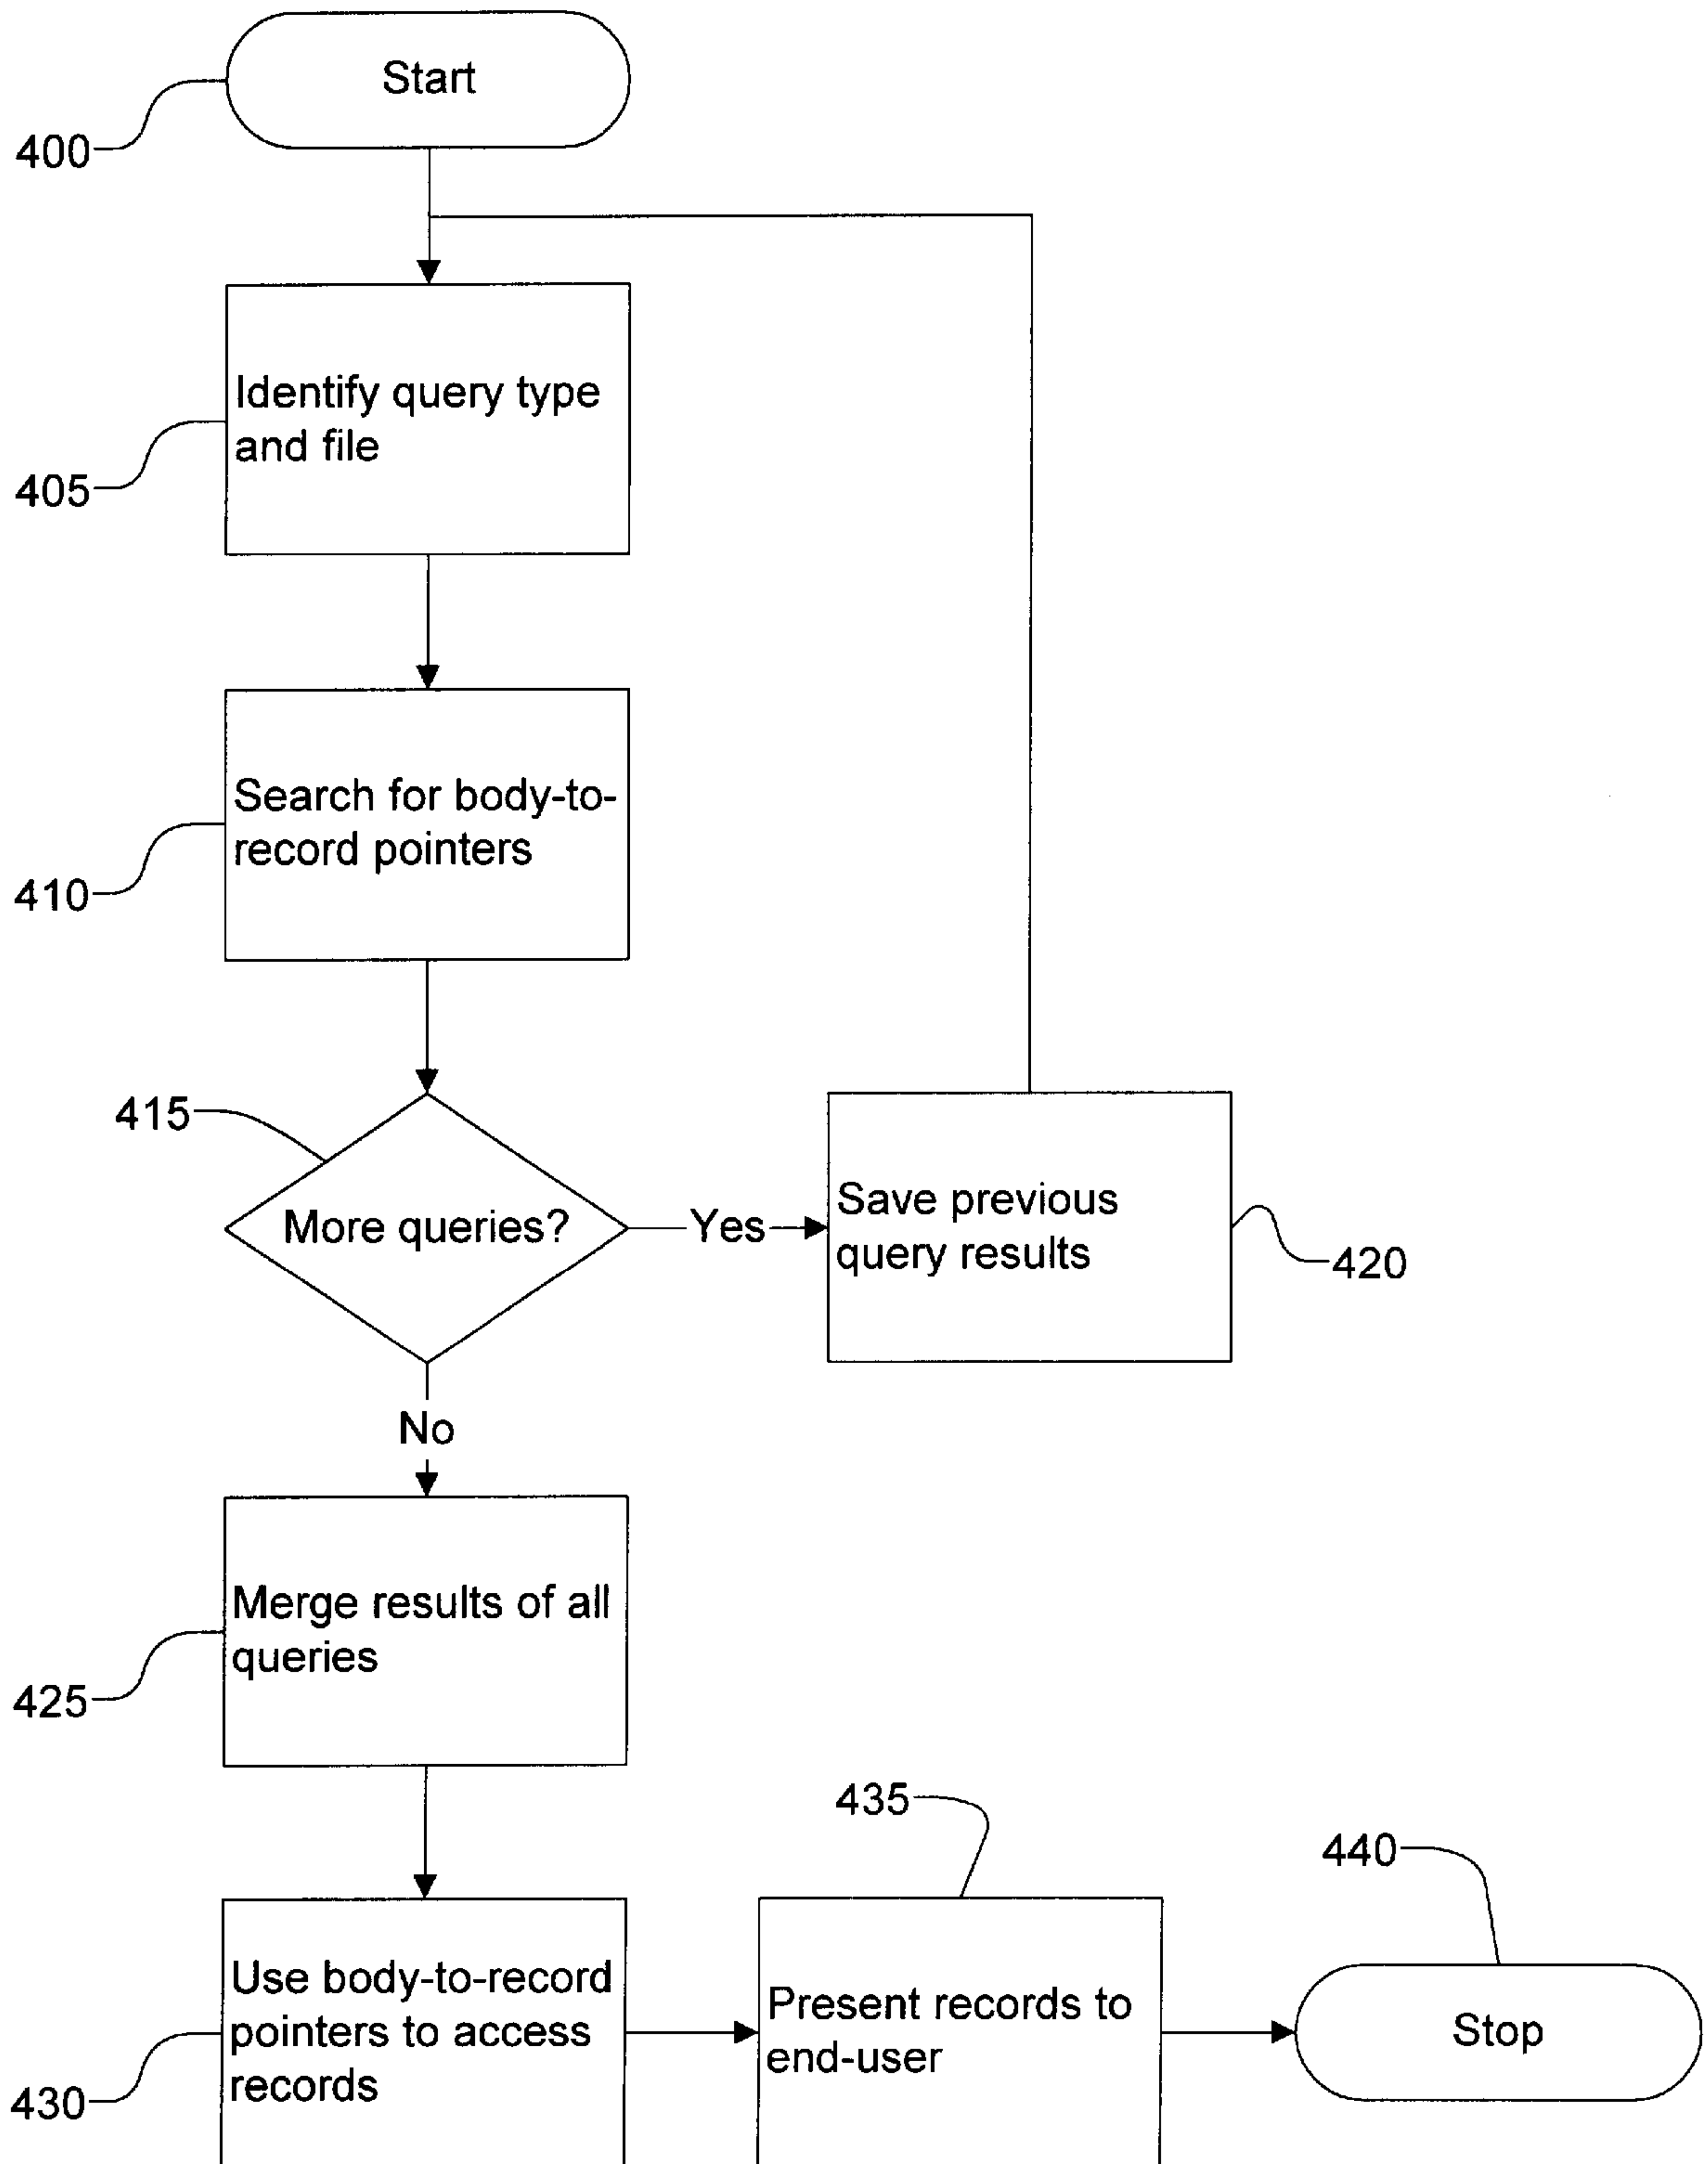 Start
400
Identify query type
and file
405
Search for body-to-
record pointers
410
415
More queries?
Yes
Save previous
query results
420
No
Merge results of all
queries
425
435
440
Use body-to-record
pointers to access
records
430
Present records to
end-user
Stop